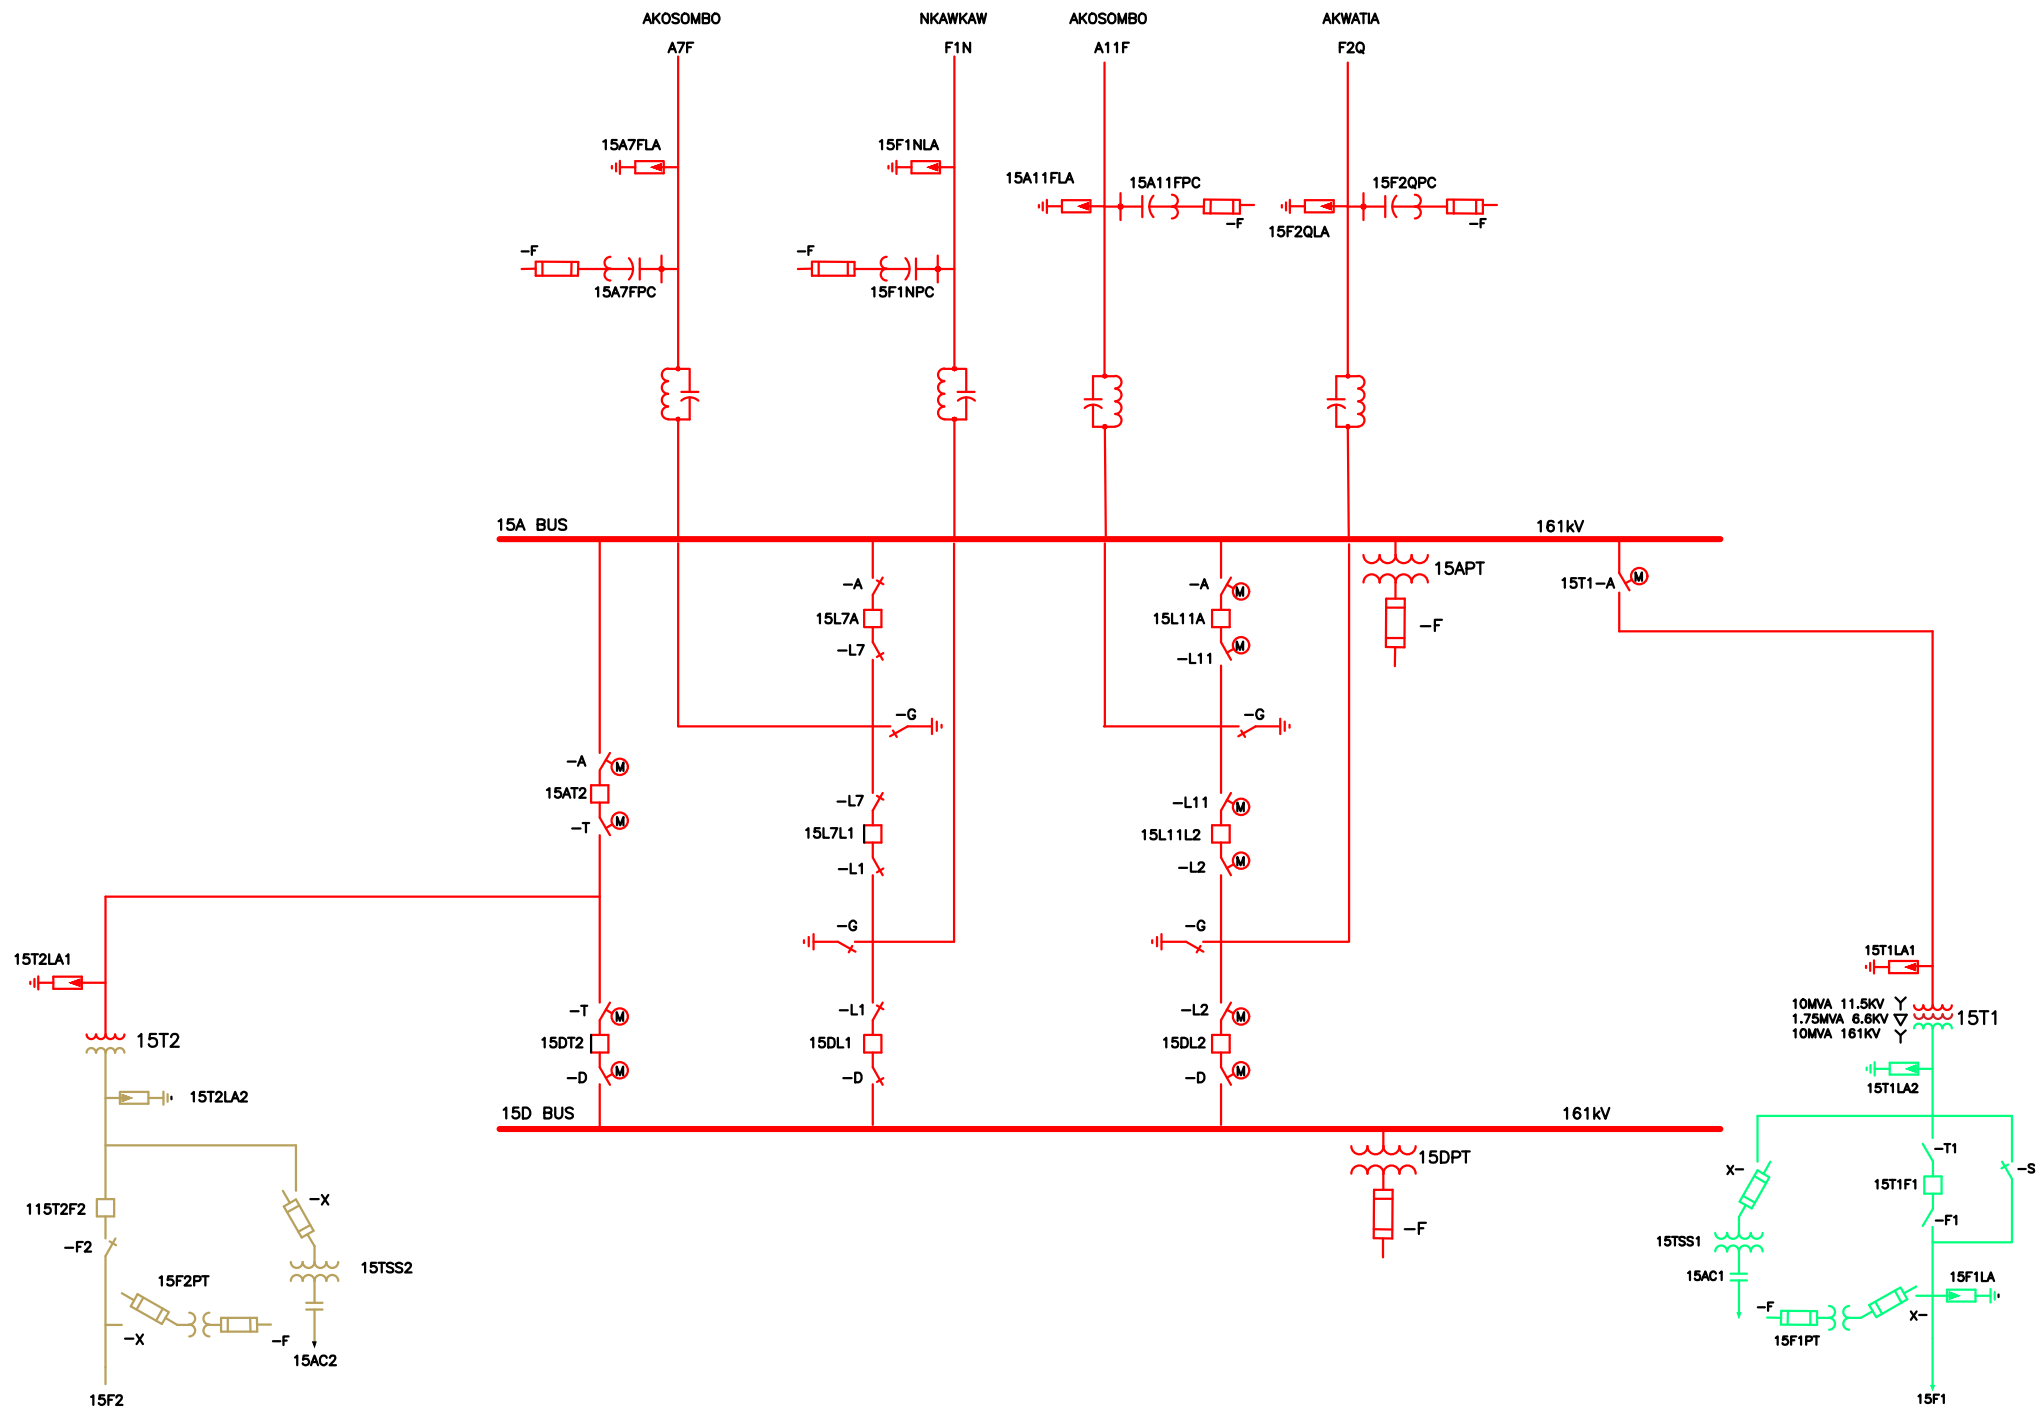 AKOSOMBO
A7F
NKAWKAW
F1N
AKOSOMBO
A11F
AKWATIA
F2Q
15A7FLA
15F1NLA
15A11FLA
15A11FPC
-F
15F2QPC
-F
15F2QLA
-F
15A7FPC
-F
15F1NPC
15A BUS
161kV
-A
15L7A
-L7
-A
M
15L11A
M
-L11
15APT
-F
15T1-A
M
-G
-G
-A
M
15AT2
M
-T
-L7
15L7L1
-L1
-L11
M
15L11L2
M
-L2
-G
-G
15T2LA1
15T1LA1
-T
M
15DT2
M
-D
-L1
15DL1
-D
-L2
M
15DL2
M
-D
15T2
10MVA 11.5KV
1.75MVA 6.6KV
10MVA 161KV
15T1
15T2LA2
15T1LA2
15D BUS
161kV
15DPT
-F
115T2F2
-X
-F2
15TSS2
15F2PT
-X
-F
15AC2
15F2
X-
-T1
15T1F1
-F1
-S
15TSS1
15AC1
15F1LA
-F
X-
15F1PT
15F1